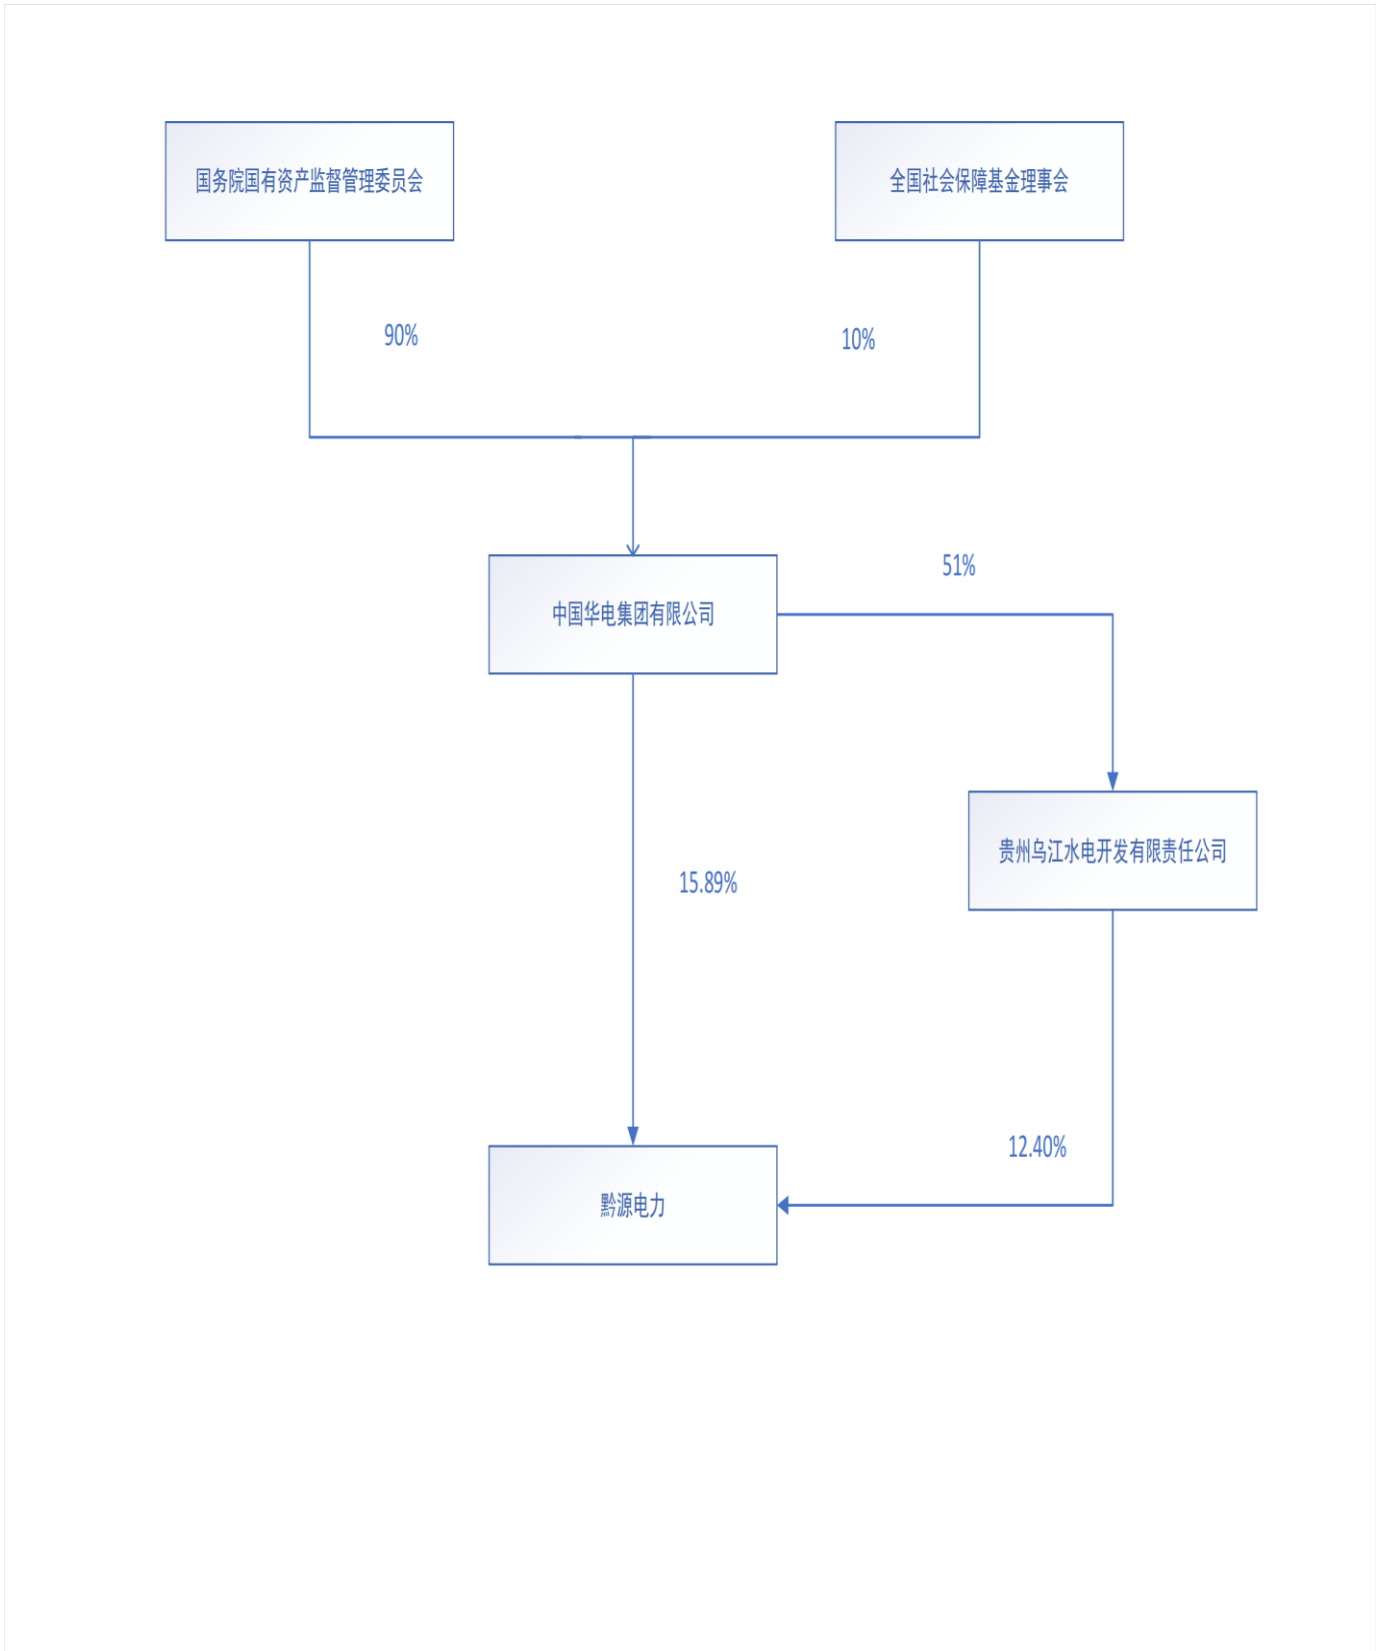 国务院国有资产监督管理委员会
全国社会保障基金理事会
90%
10%
51%
中国华电集团有限公司
贵州乌江水电开发有限责任公司
15.89%
12.40%
黔源电力